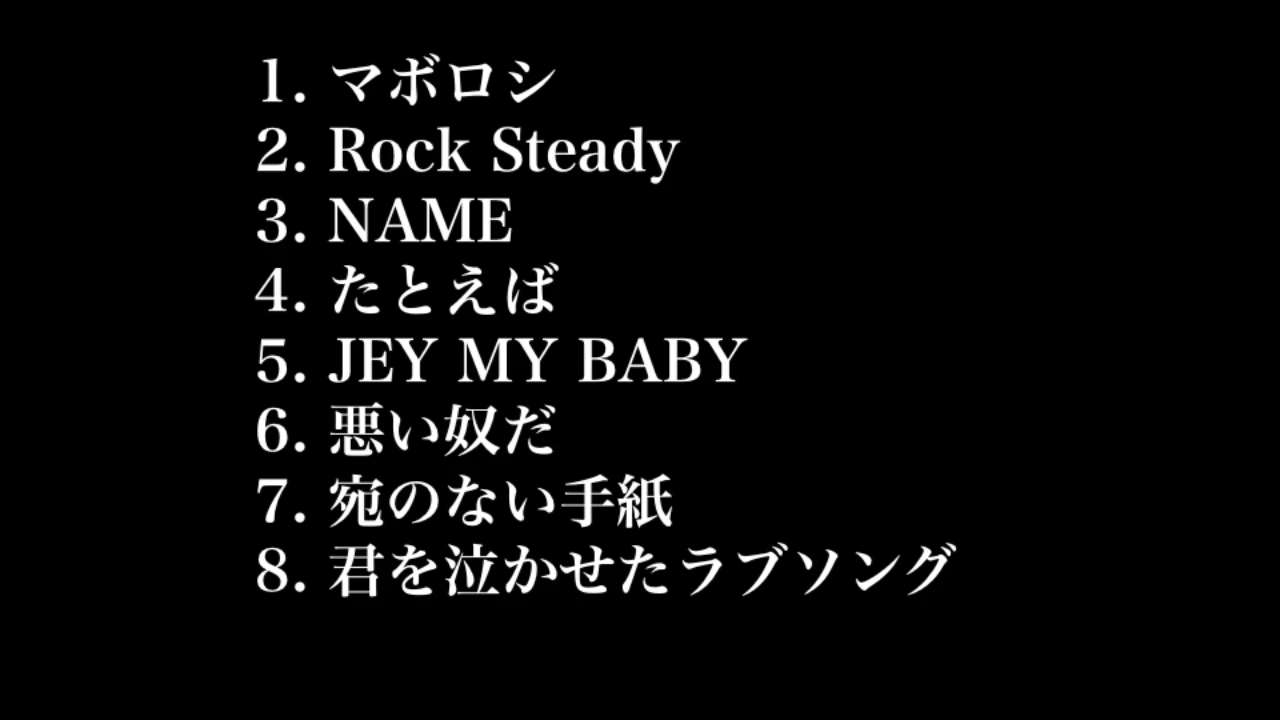 1. マボロシ
2. Rock Steady
3. NAME
4. たとえば
5. JEY MY BABY
6. 悪い奴だ
7. 宛のない手紙
8. 君を泣かせたラブソング